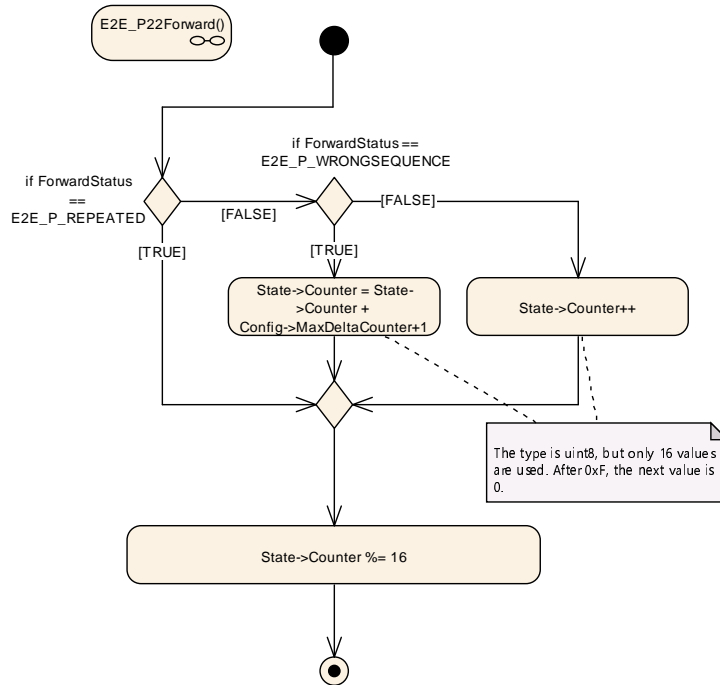 E2E_P22Forward()
if ForwardStatus ==
E2E_P_WRONGSEQUENCE
if ForwardStatus
==
E2E_P_REPEATED
[FALSE]
[FALSE]
[TRUE]
[TRUE]
State->Counter = State-
>Counter +
Config->MaxDeltaCounter+1
State->Counter++
The type is uint8, but only 16 values
are used. After 0xF, the next value is
0.
State->Counter %= 16